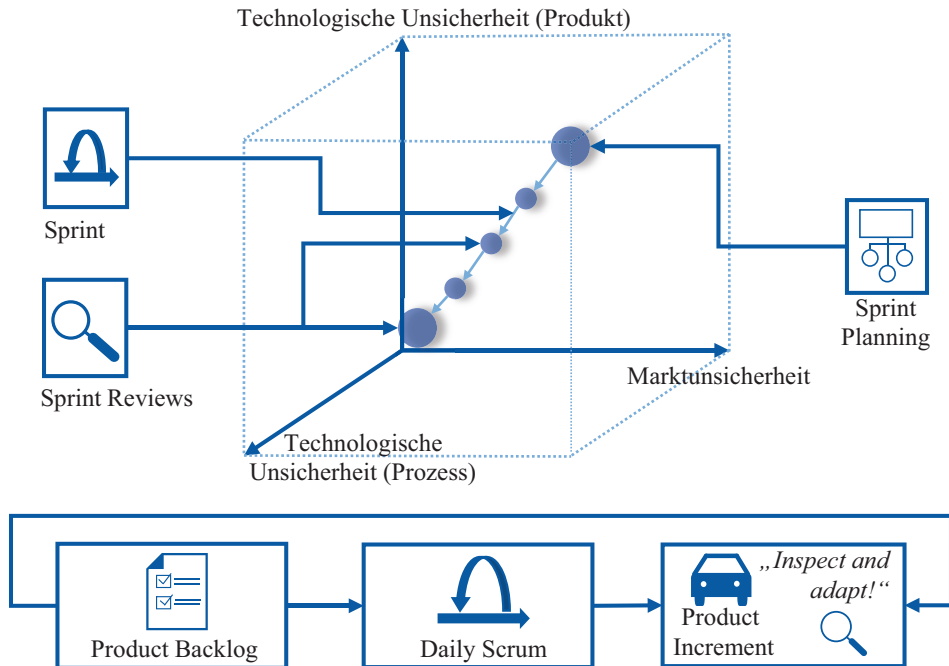 Technologische Unsicherheit (Produkt)
Sprint
Sprint Reviews
Sprint
Planning
Marktunsicherheit
Technologische
Unsicherheit (Prozess)
Product Backlog
Daily Scrum
Product
Increment
„Inspect and
adapt!“